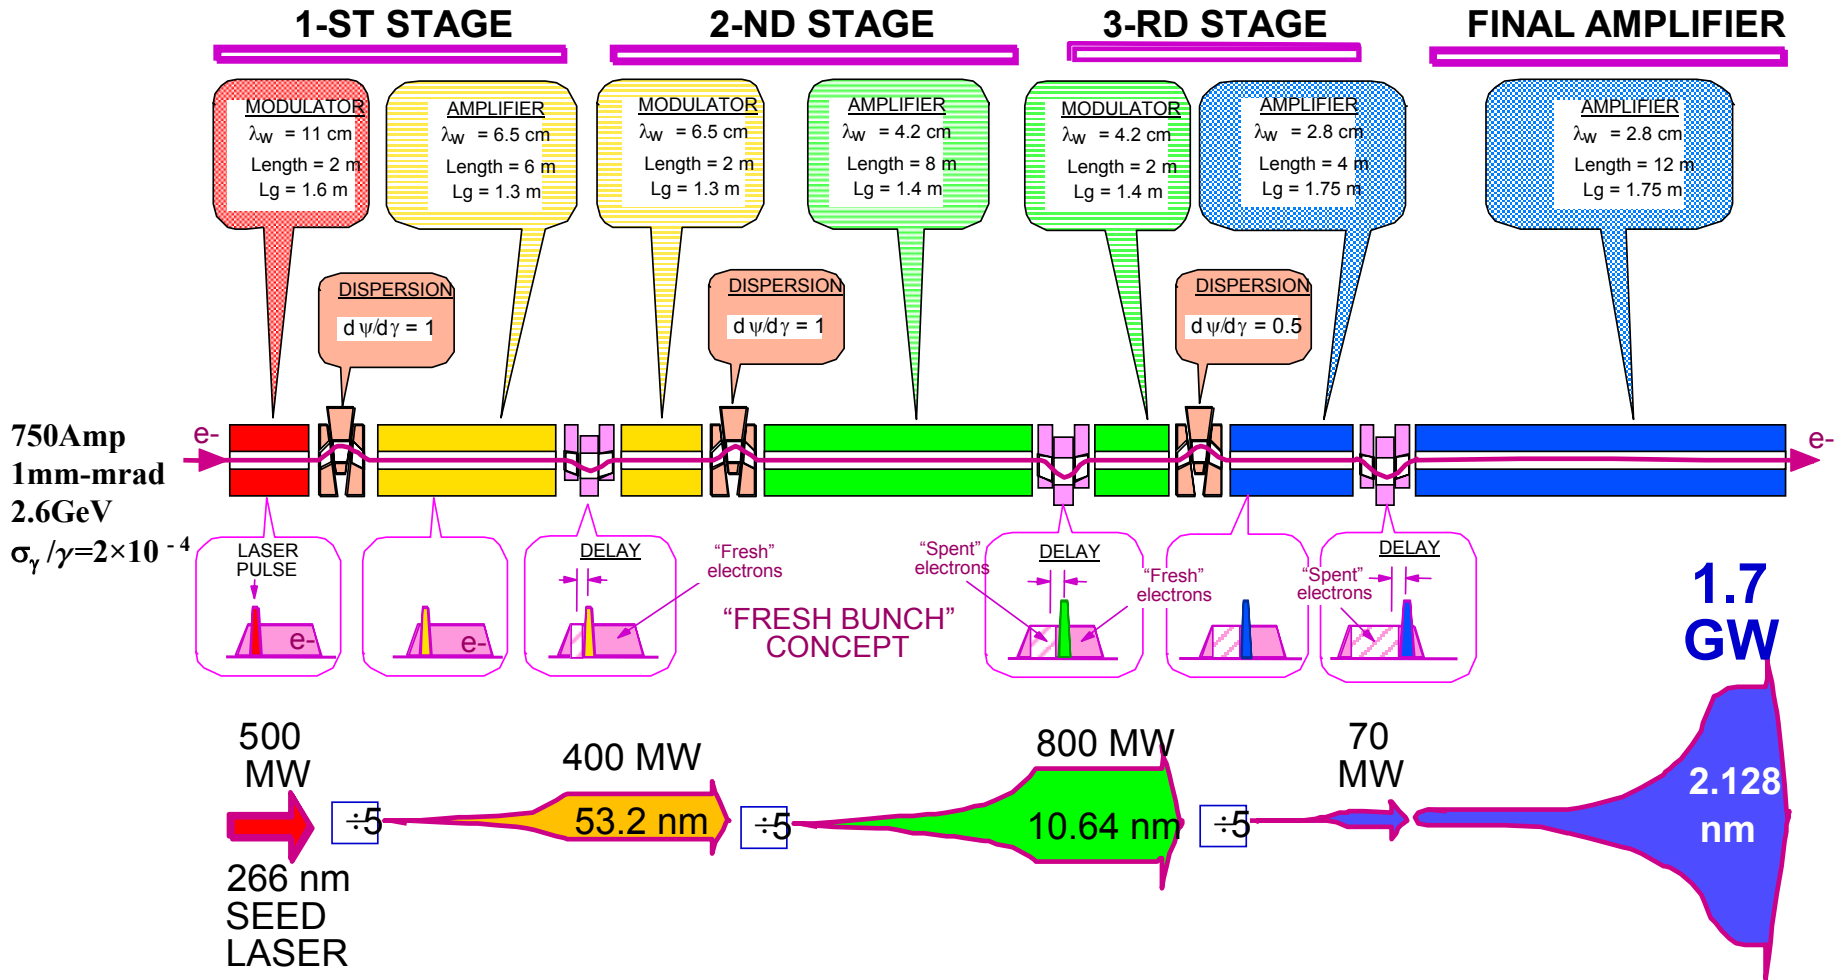 1-ST STAGE
2-ND STAGE
3-RD STAGE
FINAL AMPLIFIER
MODULATOR
λw = 11 cm
Length = 2 m
Lg = 1.6 m
AMPLIFIER
λw = 6.5 cm
Length = 6 m
Lg = 1.3 m
MODULATOR
λw = 6.5 cm
Length = 2 m
Lg = 1.3 m
AMPLIFIER
λw = 4.2 cm
Length = 8 m
Lg = 1.4 m
MODULATOR
λw = 4.2 cm
Length = 2 m
Lg = 1.4 m
AMPLIFIER
λw = 2.8 cm
Length = 4 m
Lg = 1.75 m
AMPLIFIER
λw = 2.8 cm
Length = 12 m
Lg = 1.75 m
DISPERSION
dψ/dγ = 1
DISPERSION
dψ/dγ = 1
DISPERSION
dψ/dγ = 0.5
750Amp
1mm-mrad
2.6GeV
σγ /γ=2×10 - 4
e-
e-
LASER
PULSE
e-
e-
DELAY
"Fresh"
electrons
"FRESH BUNCH"
CONCEPT
"Spent"
electrons
DELAY
"Fresh"
electrons
"Spent"
electrons
DELAY
1.7
GW
500
MW
400 MW
800 MW
70
MW
÷5
53.2 nm
÷5
10.64 nm
÷5
2.128
nm
266 nm
SEED
LASER